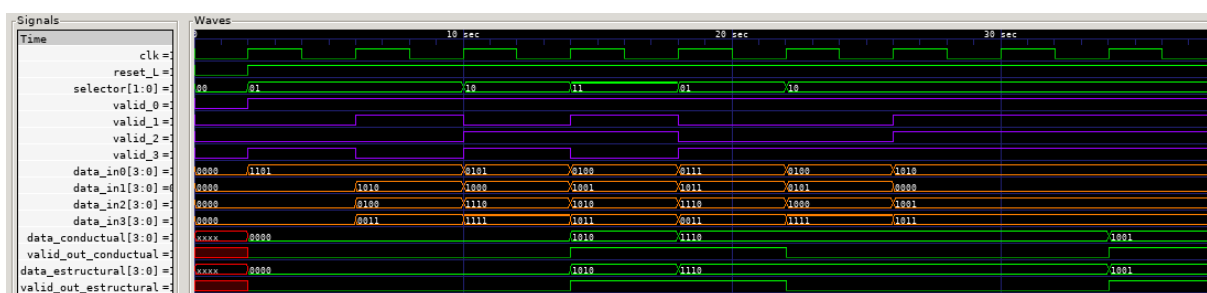 Signals
Waves
Time
10 sec
20 sec
30 sec
clk =
reset_L =
selector[1:0] = 00 01 10 11 01 10
valid_0 =
valid_1 =
valid_2 =
valid_3 =
data_in0[3:0] = 0000 1101 0101 0100 0111 0100 1010
data_in1[3:0] = 0000 1010 1000 1001 1011 0101 0000
data_in2[3:0] = 0000 0100 1110 1010 1110 1000 1001
data_in3[3:0] = 0000 0011 1111 1011 0011 1111 1011
data_conductual[3:0] = xxxx 0000 1010 1110 1001
valid_out_conductual =
data_estructural[3:0] = xxxx 0000 1010 1110 1001
valid_out_estructural =